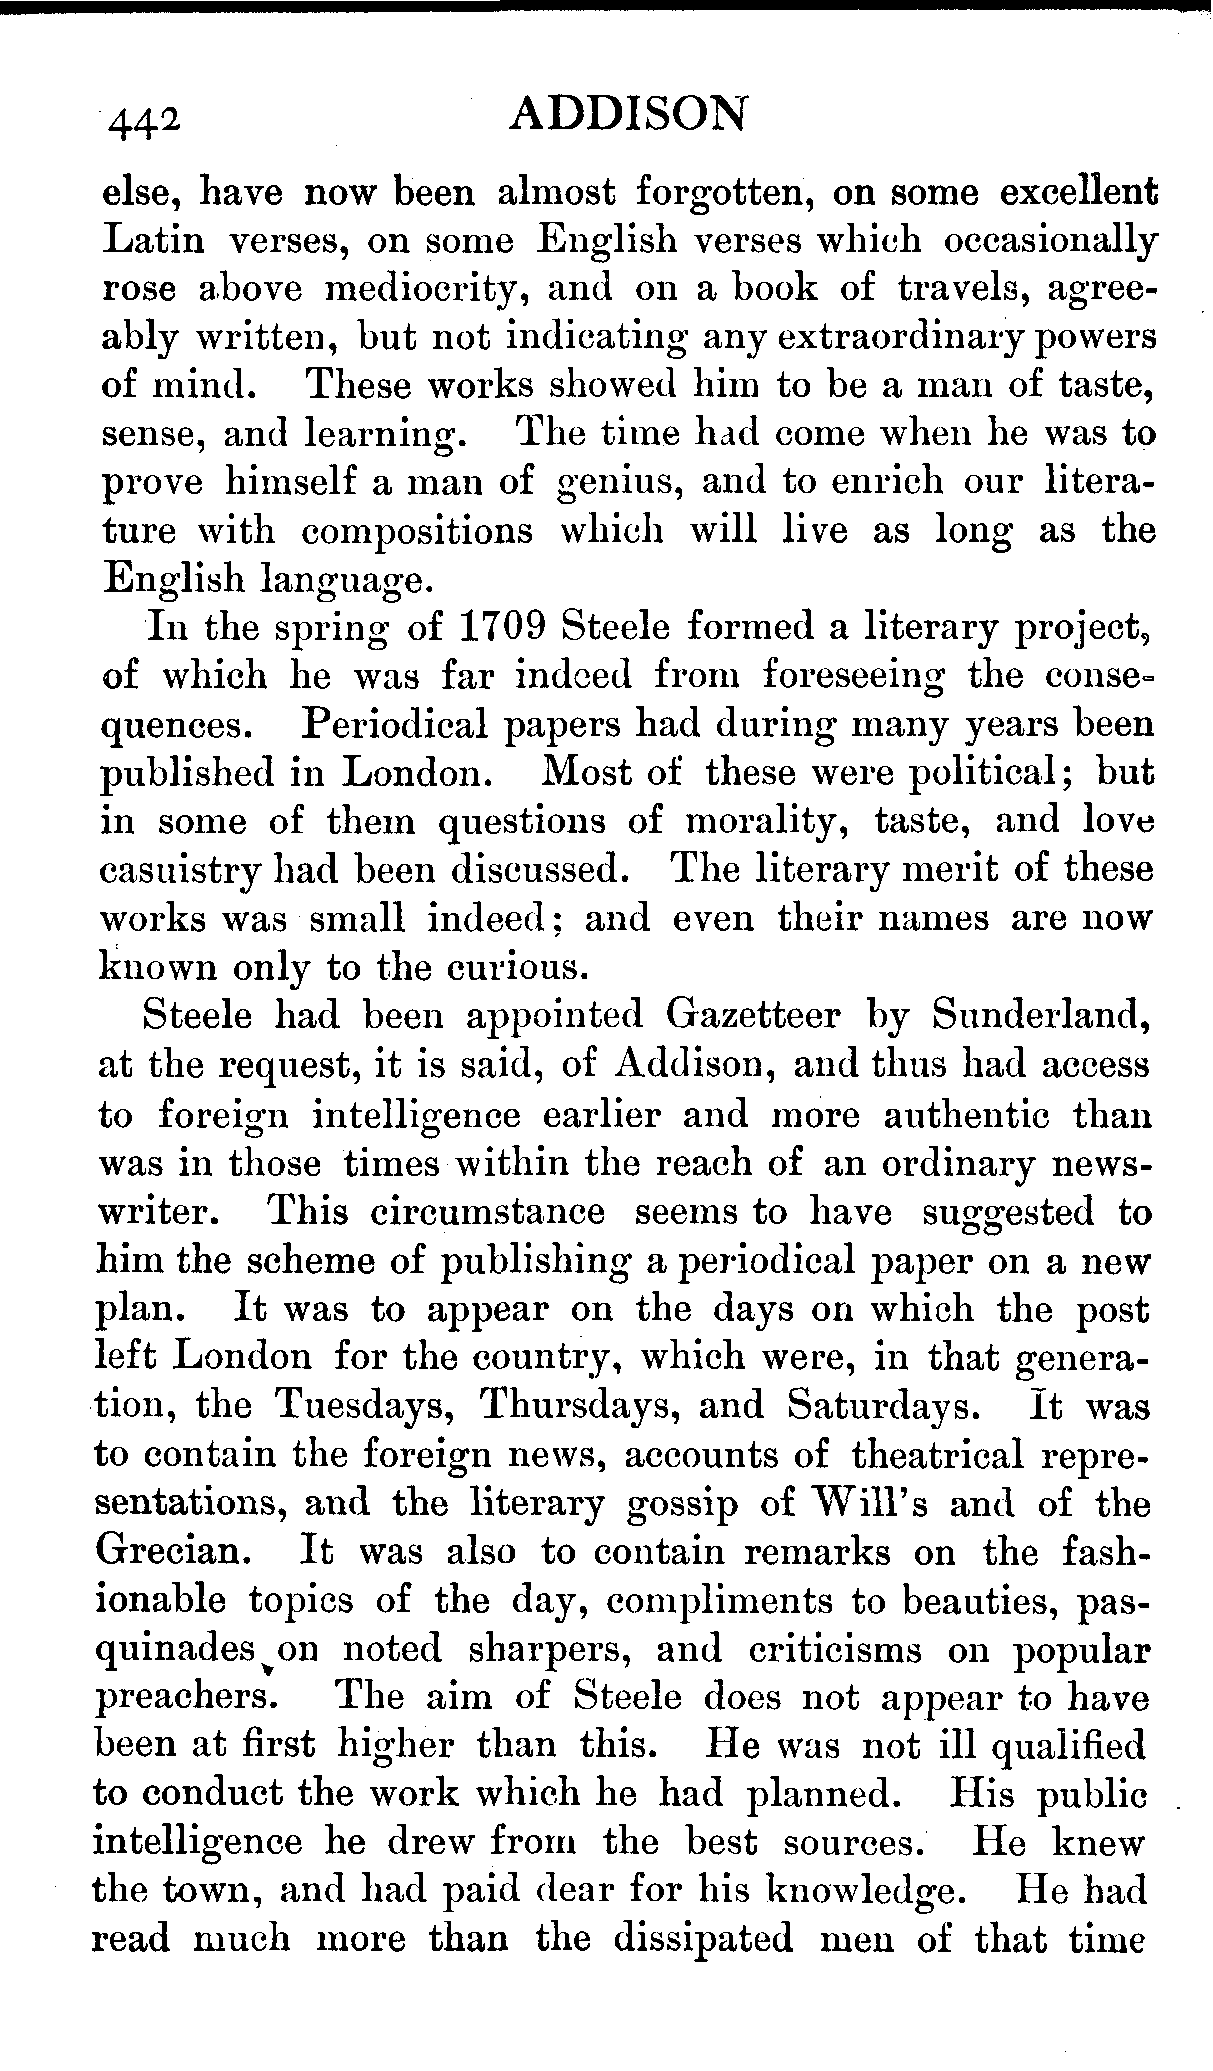 442 ADDISON
else, have now been almost forgotten, on some excellent
Latin verses, on some English verses which occasionally
rose above mediocrity, and on a book of travels, agree-
ably written, but not indicating any extraordinary powers
of mind. These works showed him to be a man of taste,
sense, and learning. The time had come when he was to
prove himself a man of genius, and to enrich our litera-
ture with compositions which will live as long as the
English language.
In the spring of 1709 Steele formed a literary project,
of which he was far indeed from foreseeing the conse-
quences. Periodical papers had during many years been
published in London. Most of these were political; but
in some of them questions of morality, taste, and love
casuistry had been discussed. The literary merit of these
works was small indeed; and even their names are now
known only to the curious.
Steele had been appointed Gazetteer by Sunderland,
at the request, it is said, of Addison, and thus had access
to foreign intelligence earlier and more authentic than
was in those times within the reach of an ordinary news-
writer. This circumstance seems to have suggested to
him the scheme of publishing a periodical paper on a new
plan. It was to appear on the days on which the post
left London for the country, which were, in that genera-
tion, the Tuesdays, Thursdays, and Saturdays. It was
to contain the foreign news, accounts of theatrical repre-
sentations, and the literary gossip of Will's and of the
Grecian. It was also to contain remarks on the fash-
ionable topics of the day, compliments to beauties, pas-
quinades on noted sharpers, and criticisms on popular
preachers. The aim of Steele does not appear to have
been at first higher than this. He was not ill qualified
to conduct the work which he had planned. His public
intelligence he drew from the best sources. He knew
the town, and had paid dear for his knowledge. He had
read much more than the dissipated men of that time